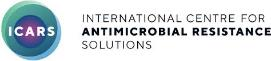 ICARS
INTERNATIONAL CENTRE FOR
ANTIMICROBIAL RESISTANCE
SOLUTIONS